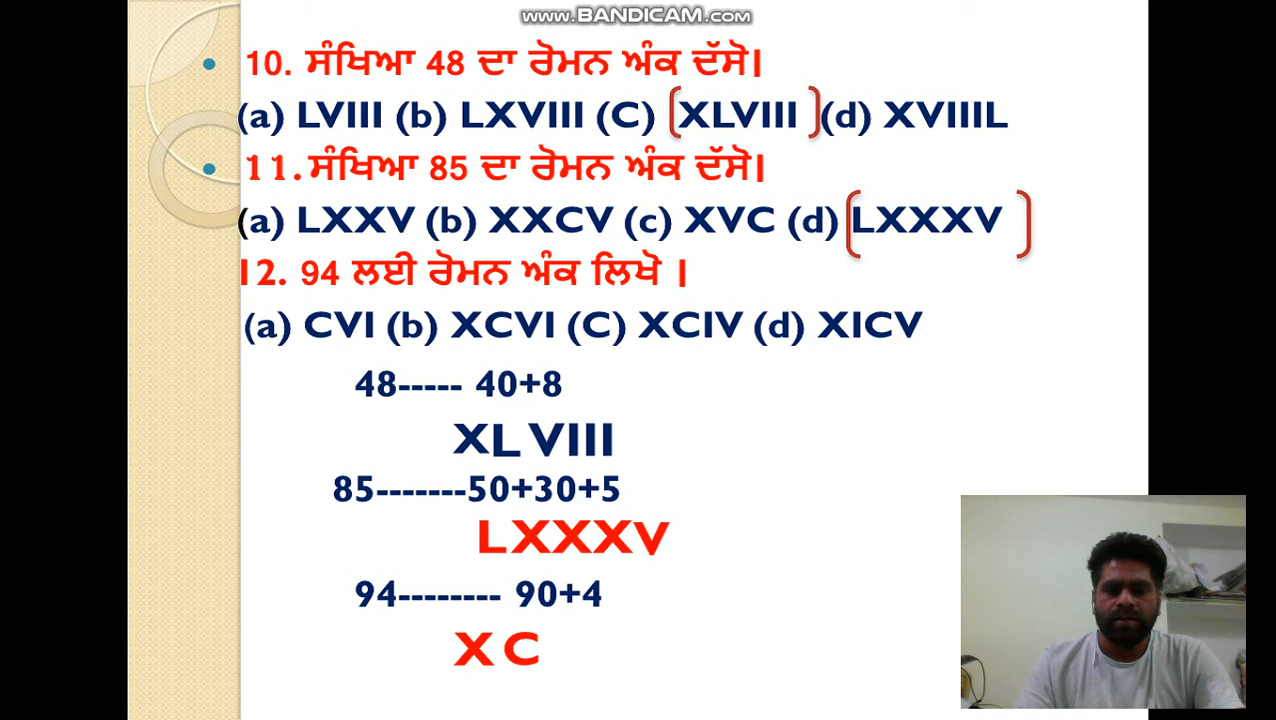 www.BANDICAM.com
• 10. ਸੰਖਿਆ 48 ਦਾ ਰੋਮਨ ਅੰਕ ਦੱਸੋ।
(a) LVIII (b) LXVIII (C) XLVIII (d) XVIIIL
• 11.ਸੰਖਿਆ 85 ਦਾ ਰੋਮਨ ਅੰਕ ਦੱਸੋ।
(a) LXXV (b) XXCV (c) XVC (d) LXXXV
12. 94 ਲਈ ਰੋਮਨ ਅੰਕ ਲਿਖੋ ।
(a) CVI (b) XCVI (C) XCIV (d) XICV
48----- 40+8
XL VIII
85-------50+30+5
LXXXV
94-------- 90+4
X C